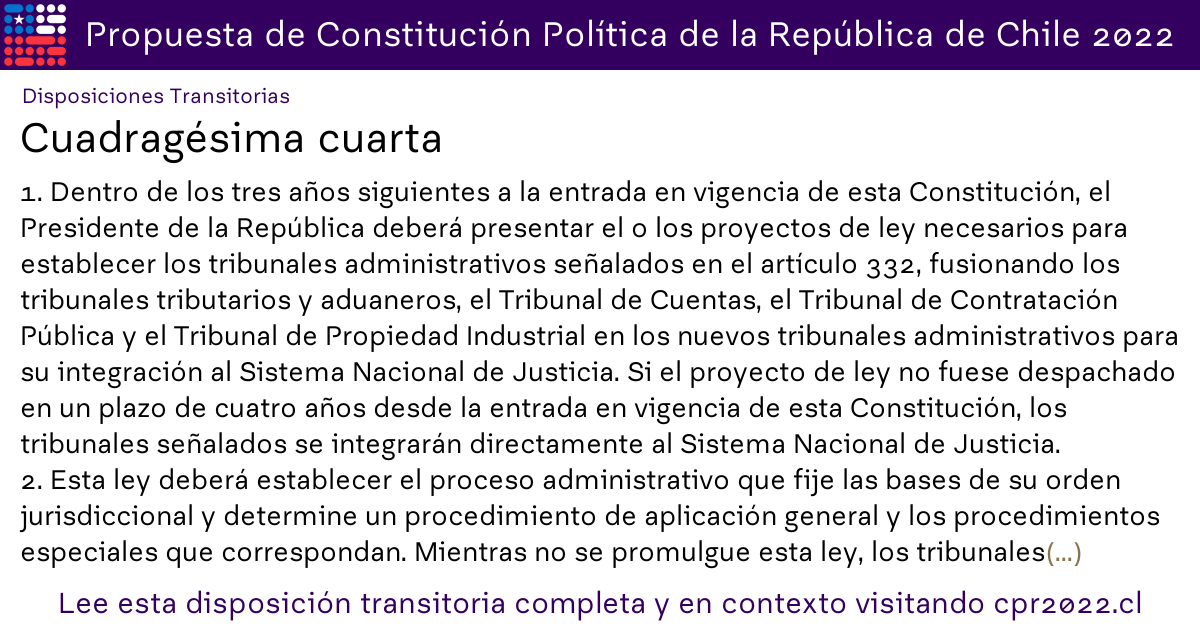 Propuesta de Constitución Política de la República de Chile 2022
Disposiciones Transitorias
Cuadragésima cuarta
1. Dentro de los tres años siguientes a la entrada en vigencia de esta Constitución, el
Presidente de la República deberá presentar el o los proyectos de ley necesarios para
establecer los tribunales administrativos señalados en el artículo 332, fusionando los
tribunales tributarios y aduaneros, el Tribunal de Cuentas, el Tribunal de Contratación
Pública y el Tribunal de Propiedad Industrial en los nuevos tribunales administrativos para
su integración al Sistema Nacional de Justicia. Si el proyecto de ley no fuese despachado
en un plazo de cuatro años desde la entrada en vigencia de esta Constitución, los
tribunales señalados se integrarán directamente al Sistema Nacional de Justicia.
2. Esta ley deberá establecer el proceso administrativo que fije las bases de su orden
jurisdiccional y determine un procedimiento de aplicación general y los procedimientos
especiales que correspondan. Mientras no se promulgue esta ley, los tribunales(...)
Lee esta disposición transitoria completa y en contexto visitando cpr2022.cl